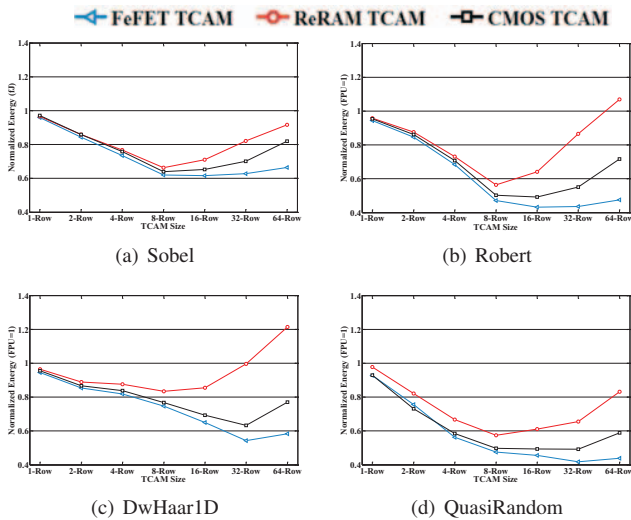 FeFET TCAM ReRAM TCAM CMOS TCAM
Normalized Energy (fJ)
1.4
1.2
1
0.8
0.6
0.4
1-Row 2-Row 4-Row 8-Row 16-Row 32-Row 64-Row
TCAM Size
(a) Sobel
Normalized Energy (FPU=1)
1.4
1.2
1
0.8
0.6
0.4
1-Row 2-Row 4-Row 8-Row 16-Row 32-Row 64-Row
TCAM Size
(b) Robert
Normalized Energy (FPU=1)
1.4
1.2
1
0.8
0.6
0.4
1-Row 2-Row 4-Row 8-Row 16-Row 32-Row 64-Row
TCAM Size
(c) DwHaar1D
Normalized Energy (FPU=1)
1.4
1.2
1
0.8
0.6
0.4
1-Row 2-Row 4-Row 8-Row 16-Row 32-Row 64-Row
TCAM Size
(d) QuasiRandom